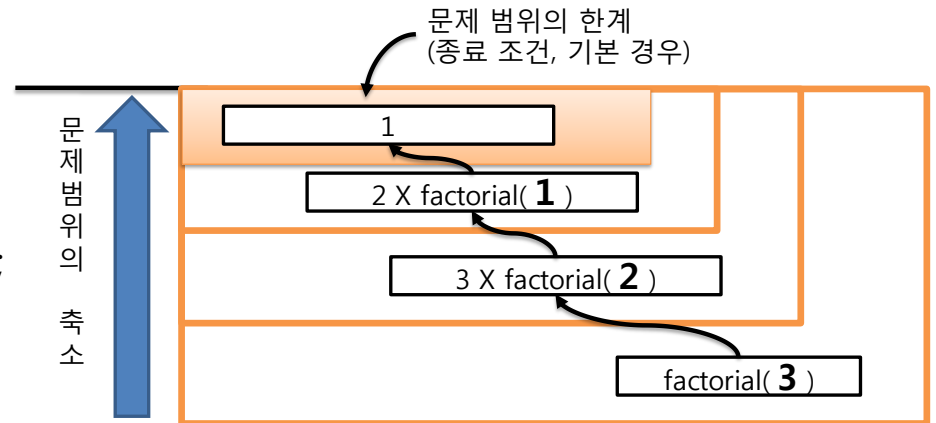 문제 범위의 한계
(종료 조건, 기본 경우)
문제범위의 축소
1
2 X factorial( 1 )
3 X factorial( 2 )
factorial( 3 )